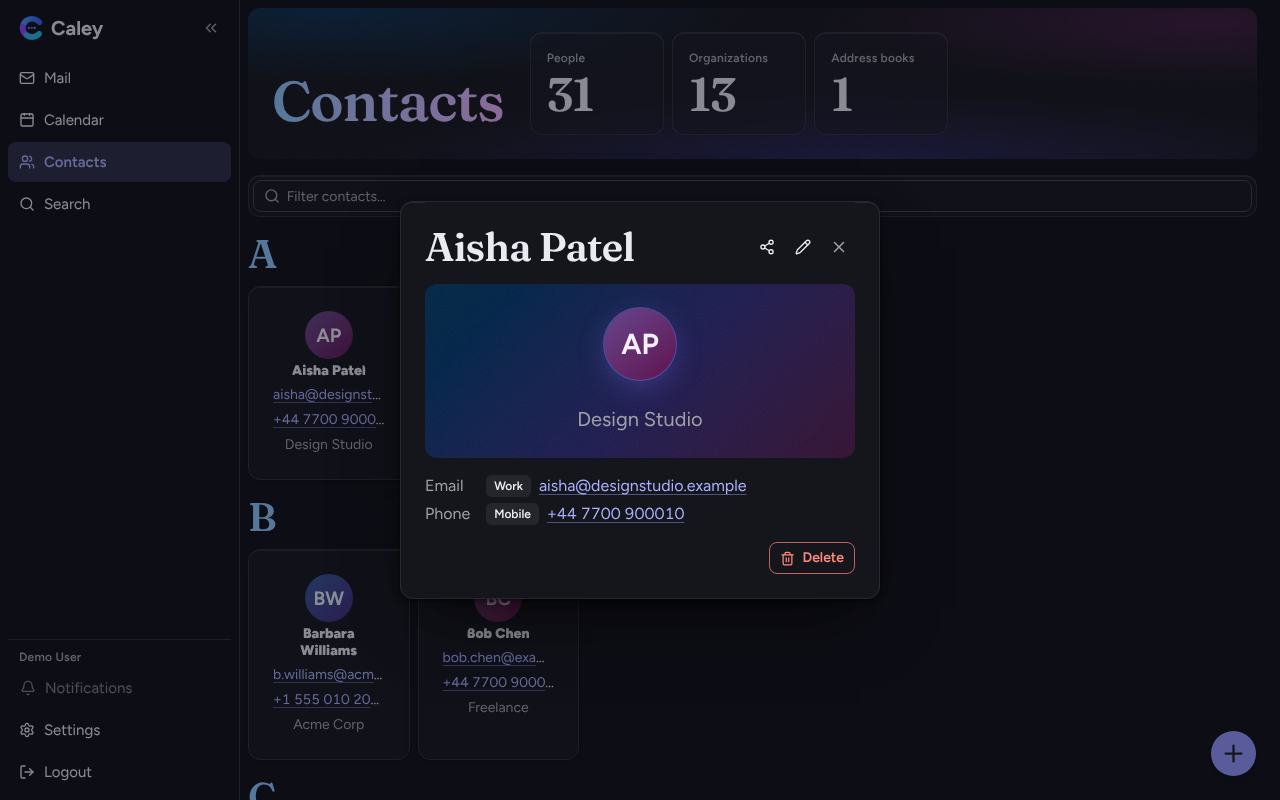 Caley
Mail
Calendar
Contacts
Search
Demo User
Notifications
Settings
Logout
Contacts
People
31
Organizations
13
Address books
1
Filter contacts...
A
AP
Aisha Patel
aisha@designst...
+44 7700 9000...
Design Studio
B
BW
Barbara
Williams
b.williams@acm...
+1 555 010 20...
Acme Corp
BC
Bob Chen
bob.chen@exa...
+44 7700 9000...
Freelance
C
Aisha Patel
AP
Design Studio
Email Work aisha@designstudio.example
Phone Mobile +44 7700 900010
Delete